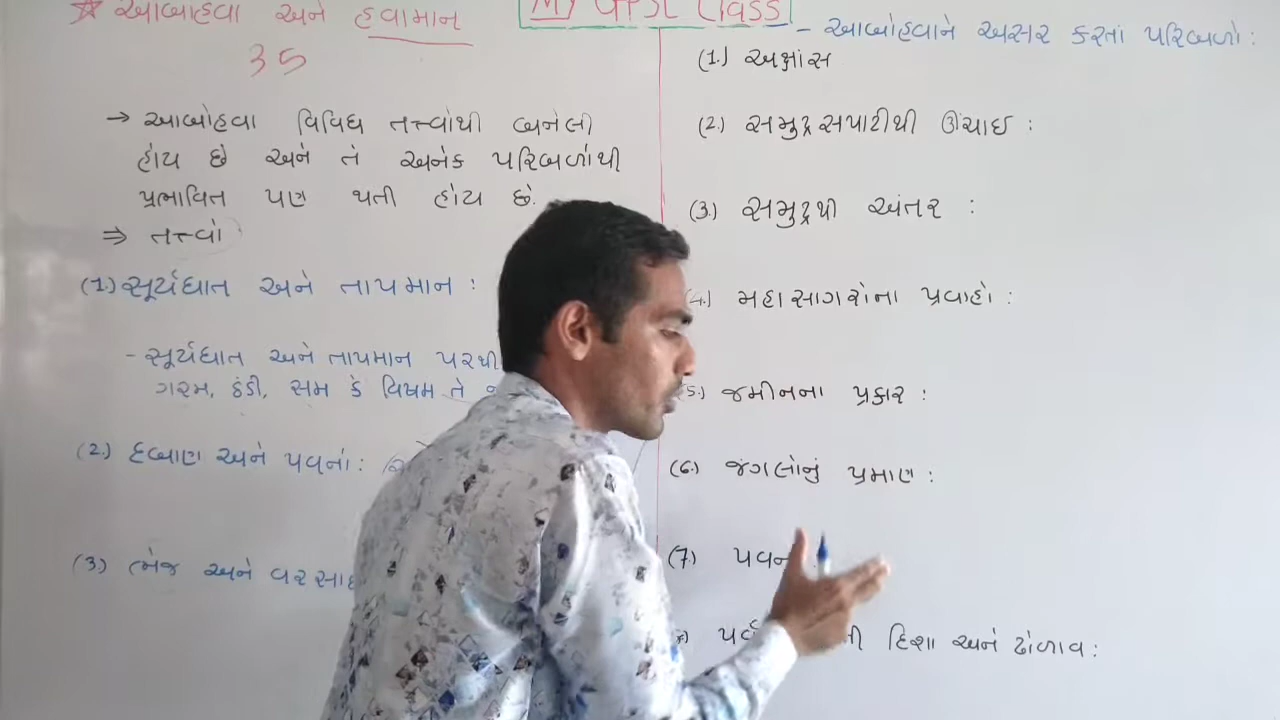 ☆ આબોહવા અને હવામાન
35
My GPSC Class
→ આબોહવા વિવિધ તત્ત્વોથી બનેલી
હોય છે અને તે અનેક પરિબળોથી
પ્રભાવિત પણ થતી હોય છે.
⇒ તત્ત્વો
(1.) સૂર્યઘાત અને તાપમાન :
- સૂર્યઘાત અને તાપમાન પરથી
ગરમ, ઠંડી, સમ કે વિષમ તે
(2.) દબાણ અને પવનો :
(3) ભેજ અને
- આબોહવાને અસર કરતાં પરિબળો :
(1.) અક્ષાંસ
(2.) સમુદ્રસપાટીથી ઊંચાઈ :
(3.) સમુદ્રથી અંતર :
(4.) મહાસાગરોના પ્રવાહો :
(5.) જમીનના પ્રકાર :
(6.) જંગલોનું પ્રમાણ :
(7.)
દિશા અને ઢોળાવ :